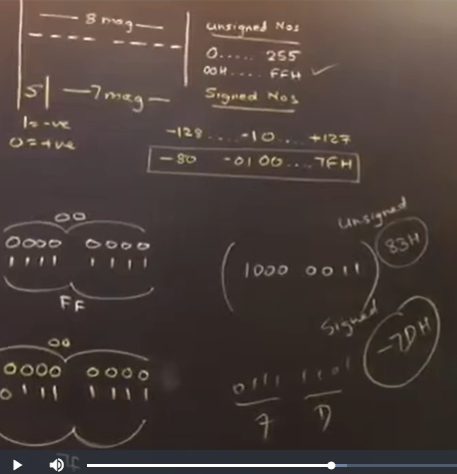 8 mag
unsigned Nos
0..... 255
00H.... FFH ✓
S 7 mag
Signed Nos
1 = -ve
0 = +ve
-128.... -1 0.... +127
-80 -01 00.... 7FH
00
0000 0000
1111 1111
FF
Unsigned
83H
1000 0011
Signed
-7DH
00
0000 0000
0111 1111
7F
0111 1101
7 D